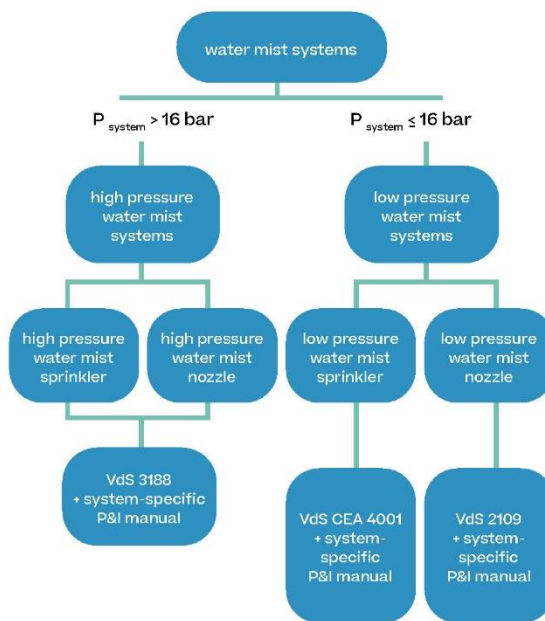 water mist systems
P system > 16 bar
P system ≤ 16 bar
high pressure
water mist
systems
low pressure
water mist
systems
high pressure
water mist
sprinkler
high pressure
water mist
nozzle
low pressure
water mist
sprinkler
low pressure
water mist
nozzle
VdS 3188
+ system-specific
P&I manual
VdS CEA 4001
+ system-
specific
P&I manual
VdS 2109
+ system-
specific
P&I manual